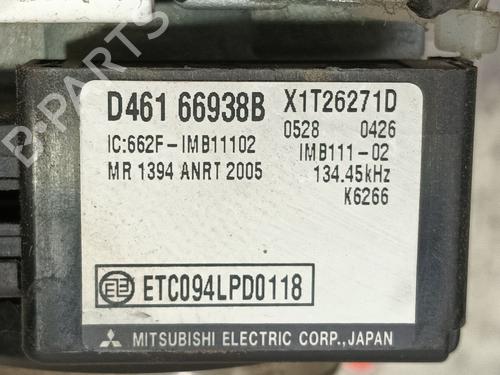 B-PARTS
D461 66938B X1T26271D
IC:662F-IMB11102 0528 0426
MR 1394 ANRT 2005 IMB111-02
134.45kHz
K6266
ETC094LPD0118
MITSUBISHI ELECTRIC CORP.,JAPAN